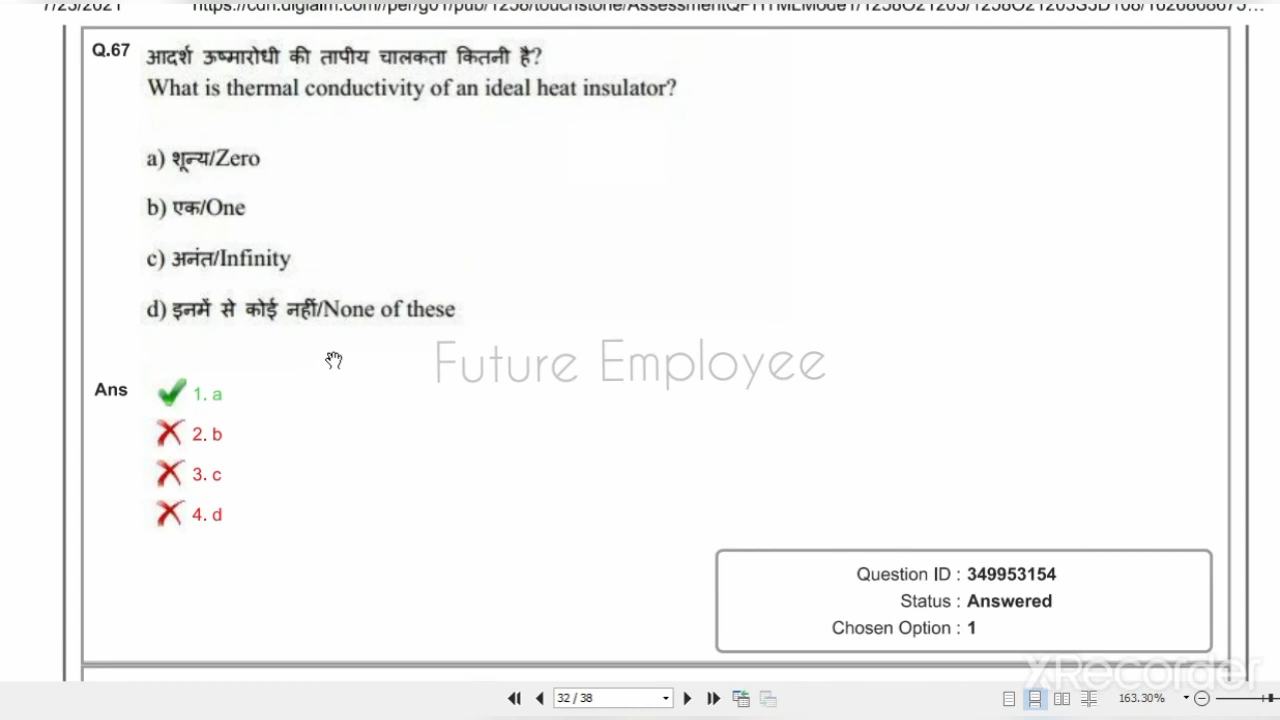 Q.67 आदर्श ऊष्मारोधी की तापीय चालकता कितनी है?
What is thermal conductivity of an ideal heat insulator?
a) शून्य/Zero
b) एक/One
c) अनंत/Infinity
d) इनमें से कोई नहीं/None of these
Future Employee
Ans 1. a
2. b
3. c
4. d
Question ID : 349953154
Status : Answered
Chosen Option : 1
XRecorder
32 / 38
163.30%